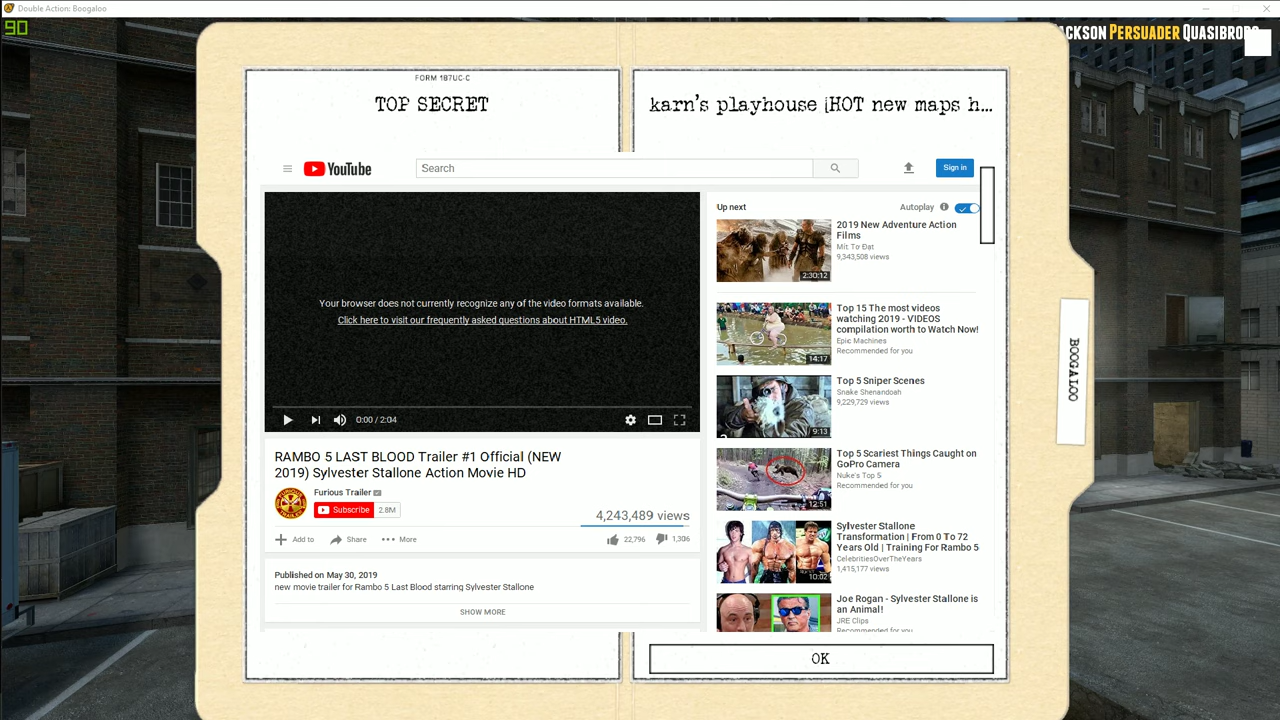 Double Action: Boogaloo
90
JACKSON PERSUADER QUASIBROS
FORM 187UC-C
TOP SECRET
karn's playhouse [HOT new maps h...
YouTube
Search
Sign in
Your browser does not currently recognize any of the video formats available.
Click here to visit our frequently asked questions about HTML5 video.
0:00 / 2:04
RAMBO 5 LAST BLOOD Trailer #1 Official (NEW
2019) Sylvester Stallone Action Movie HD
Furious Trailer
Subscribe 2.8M
4,243,489 views
Add to Share More
22,796 1,306
Published on May 30, 2019
new movie trailer for Rambo 5 Last Blood starring Sylvester Stallone
SHOW MORE
Up next
Autoplay
2019 New Adventure Action
Films
Mít Tơ Đạt
9,343,508 views
2:30:12
Top 15 The most videos
watching 2019 - VIDEOS
compilation worth to Watch Now!
Epic Machines
Recommended for you
14:17
Top 5 Sniper Scenes
Snake Shenandoah
9,229,729 views
9:13
Top 5 Scariest Things Caught on
GoPro Camera
Nuke's Top 5
Recommended for you
12:51
Sylvester Stallone
Transformation | From 0 To 72
Years Old | Training For Rambo 5
CelebritiesOverTheYears
1,415,177 views
10:02
Joe Rogan - Sylvester Stallone is
an Animal!
JRE Clips
Recommended for you
OK
BOOGALOO